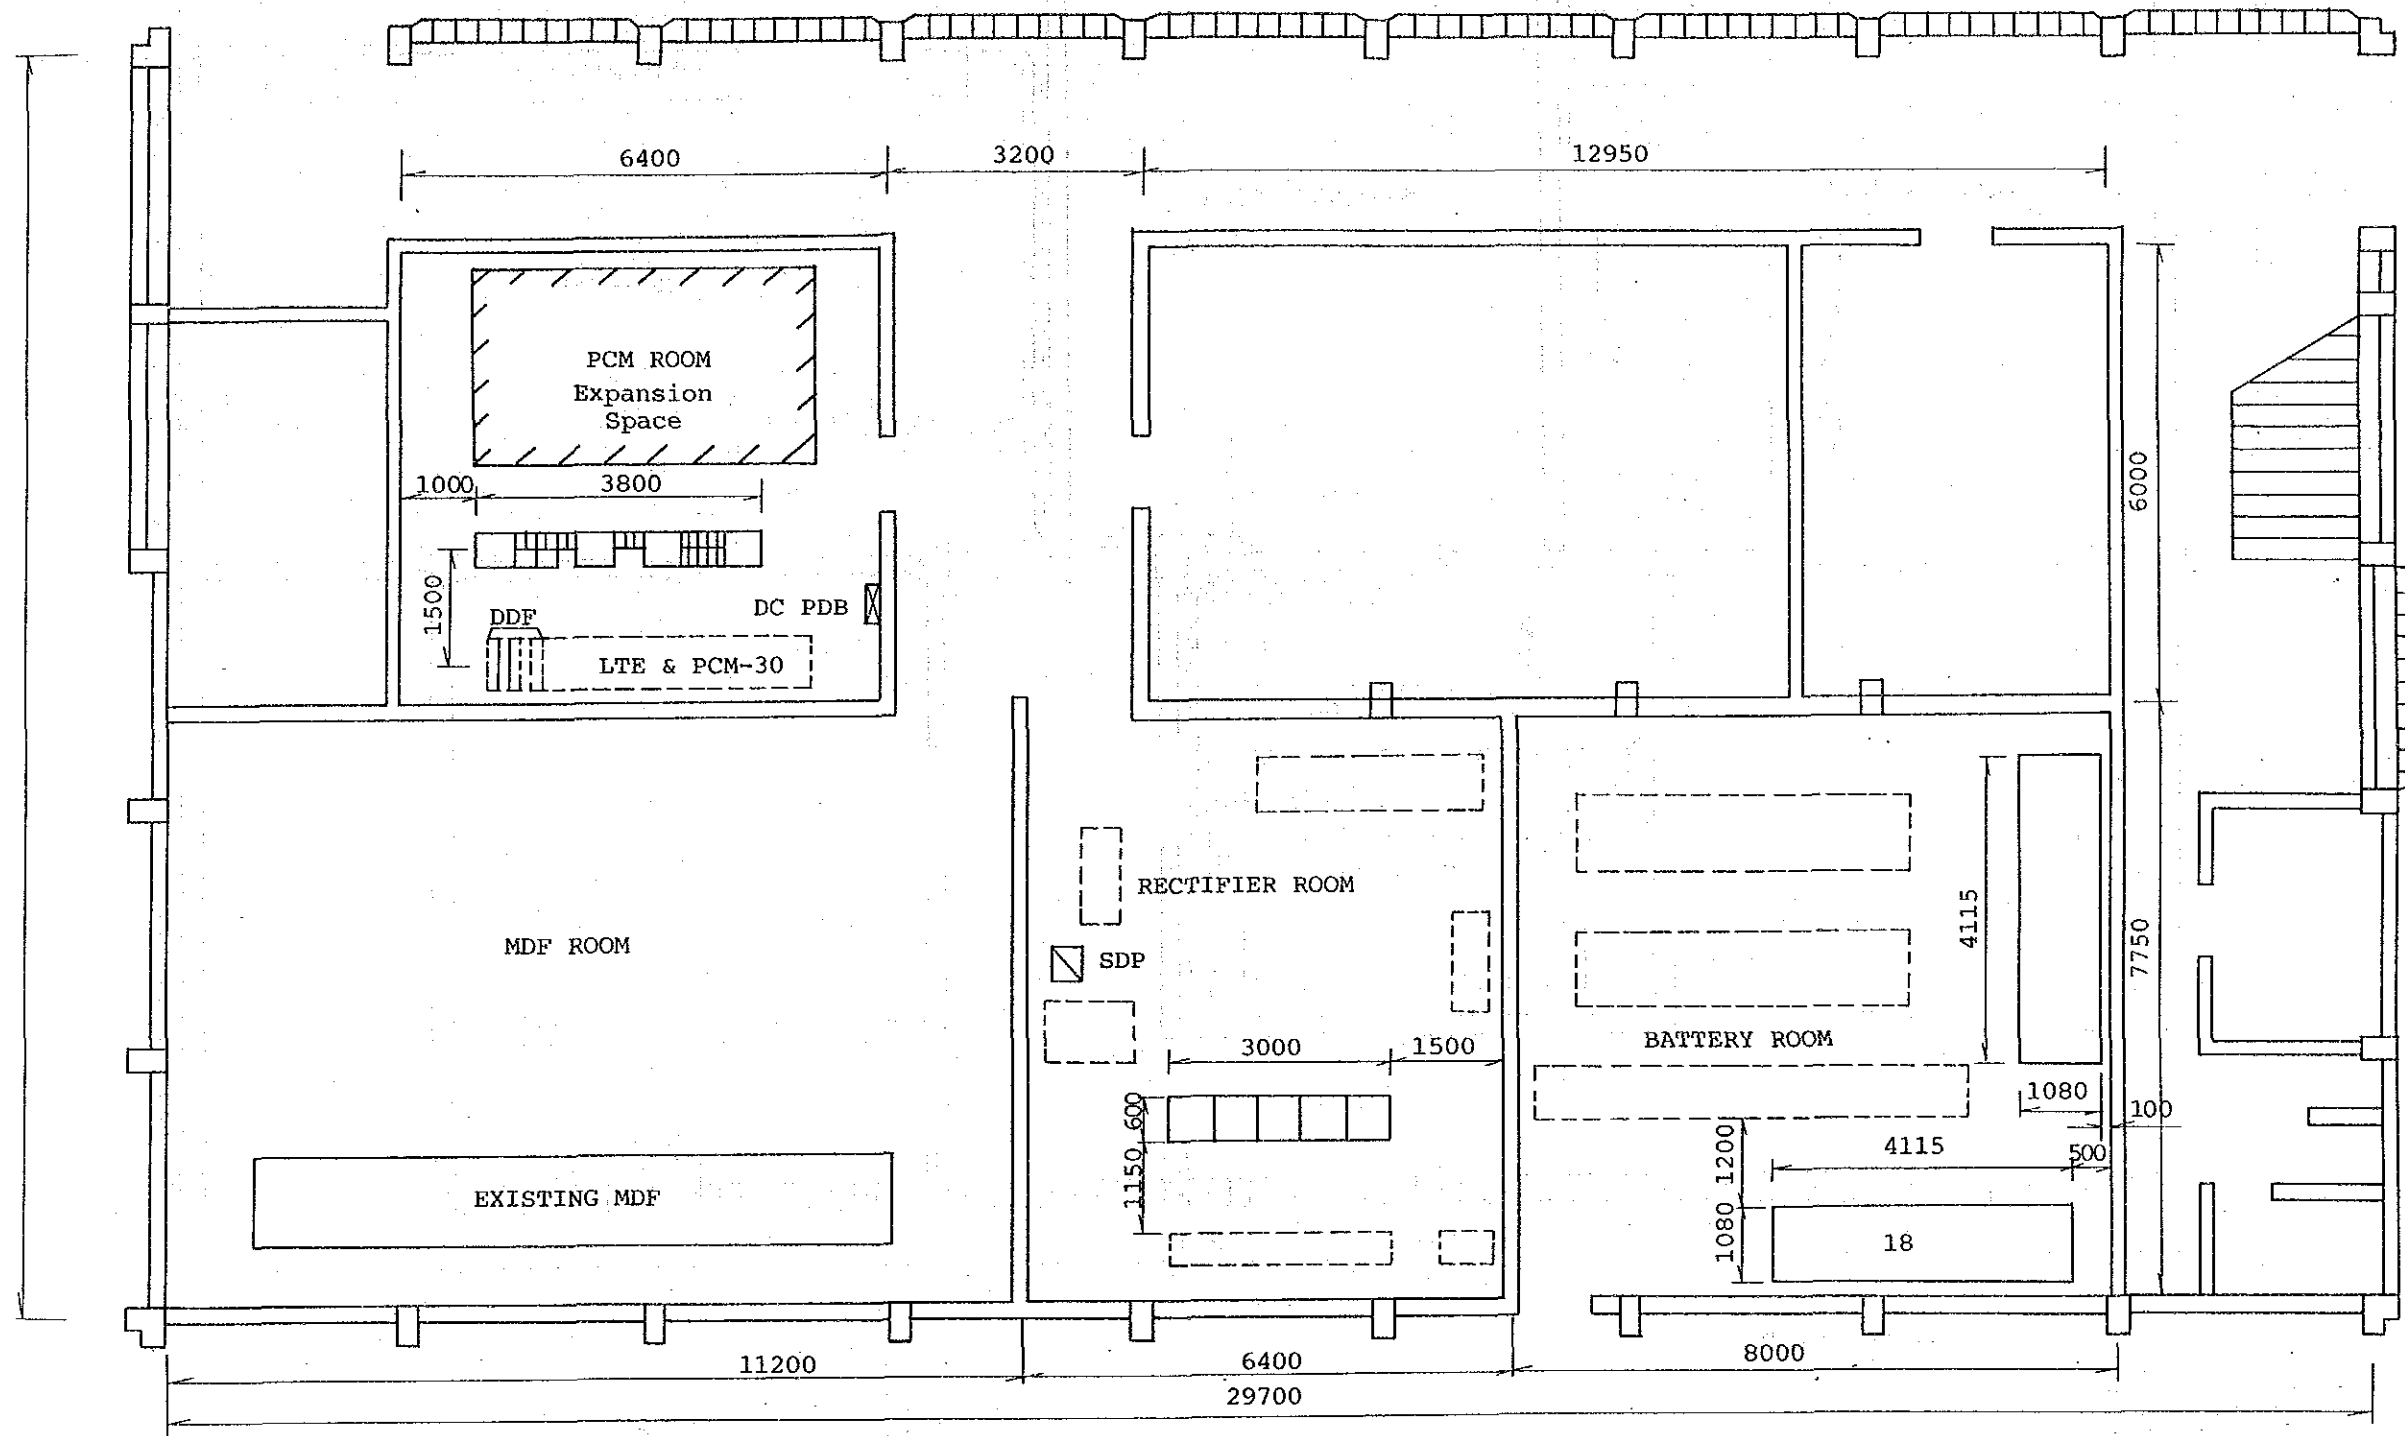 6400
3200
12950
PCM ROOM
Expansion
Space
1000
3800
6000
1500
DC PDB
DDF
LTE & PCM-30
RECTIFIER ROOM
4115
7750
MDF ROOM
SDP
BATTERY ROOM
3000
1500
1080
100
600
1200
4115
500
1150
EXISTING MDF
1080
18
11200
6400
8000
29700